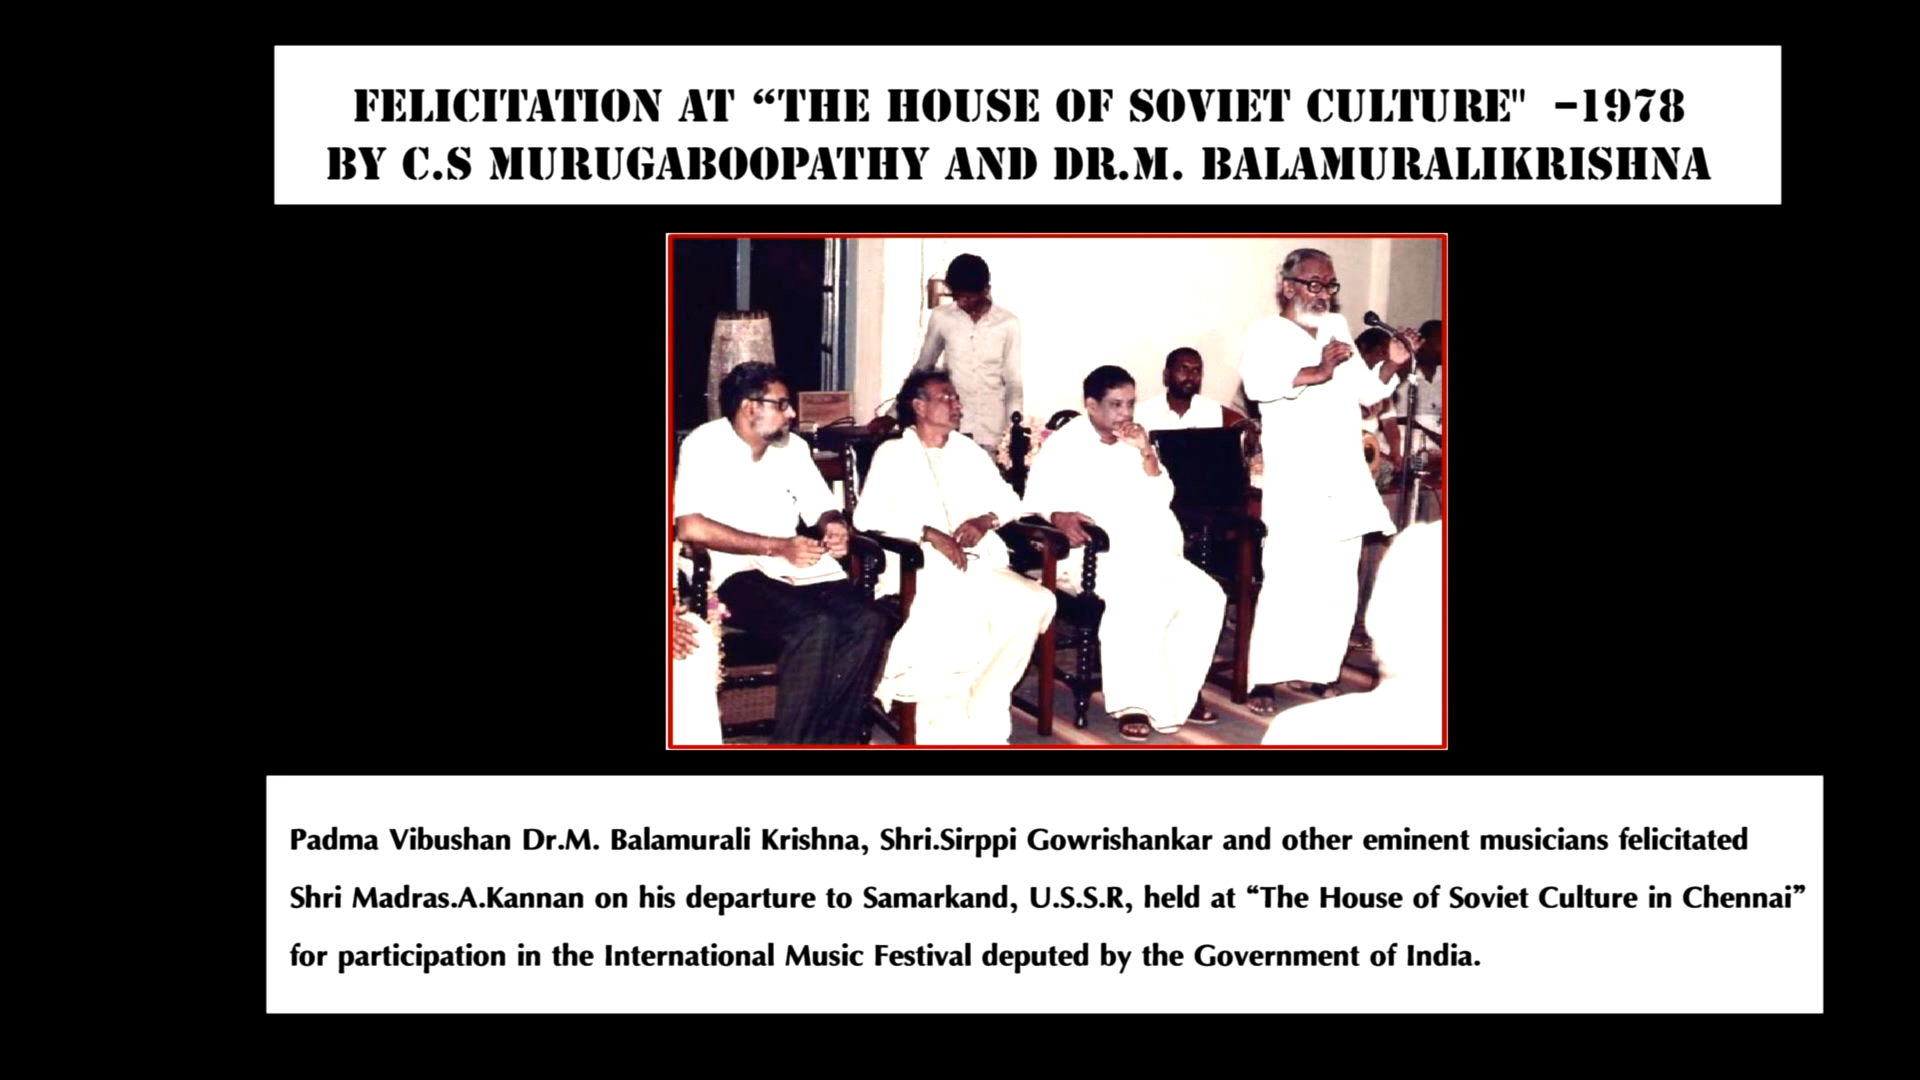 FELICITATION AT “THE HOUSE OF SOVIET CULTURE" –1978
BY C.S MURUGABOOPATHY AND DR.M. BALAMURALIKRISHNA
Padma Vibushan Dr.M. Balamurali Krishna, Shri.Sirppi Gowrishankar and other eminent musicians felicitated
Shri Madras.A.Kannan on his departure to Samarkand, U.S.S.R, held at “The House of Soviet Culture in Chennai”
for participation in the International Music Festival deputed by the Government of India.